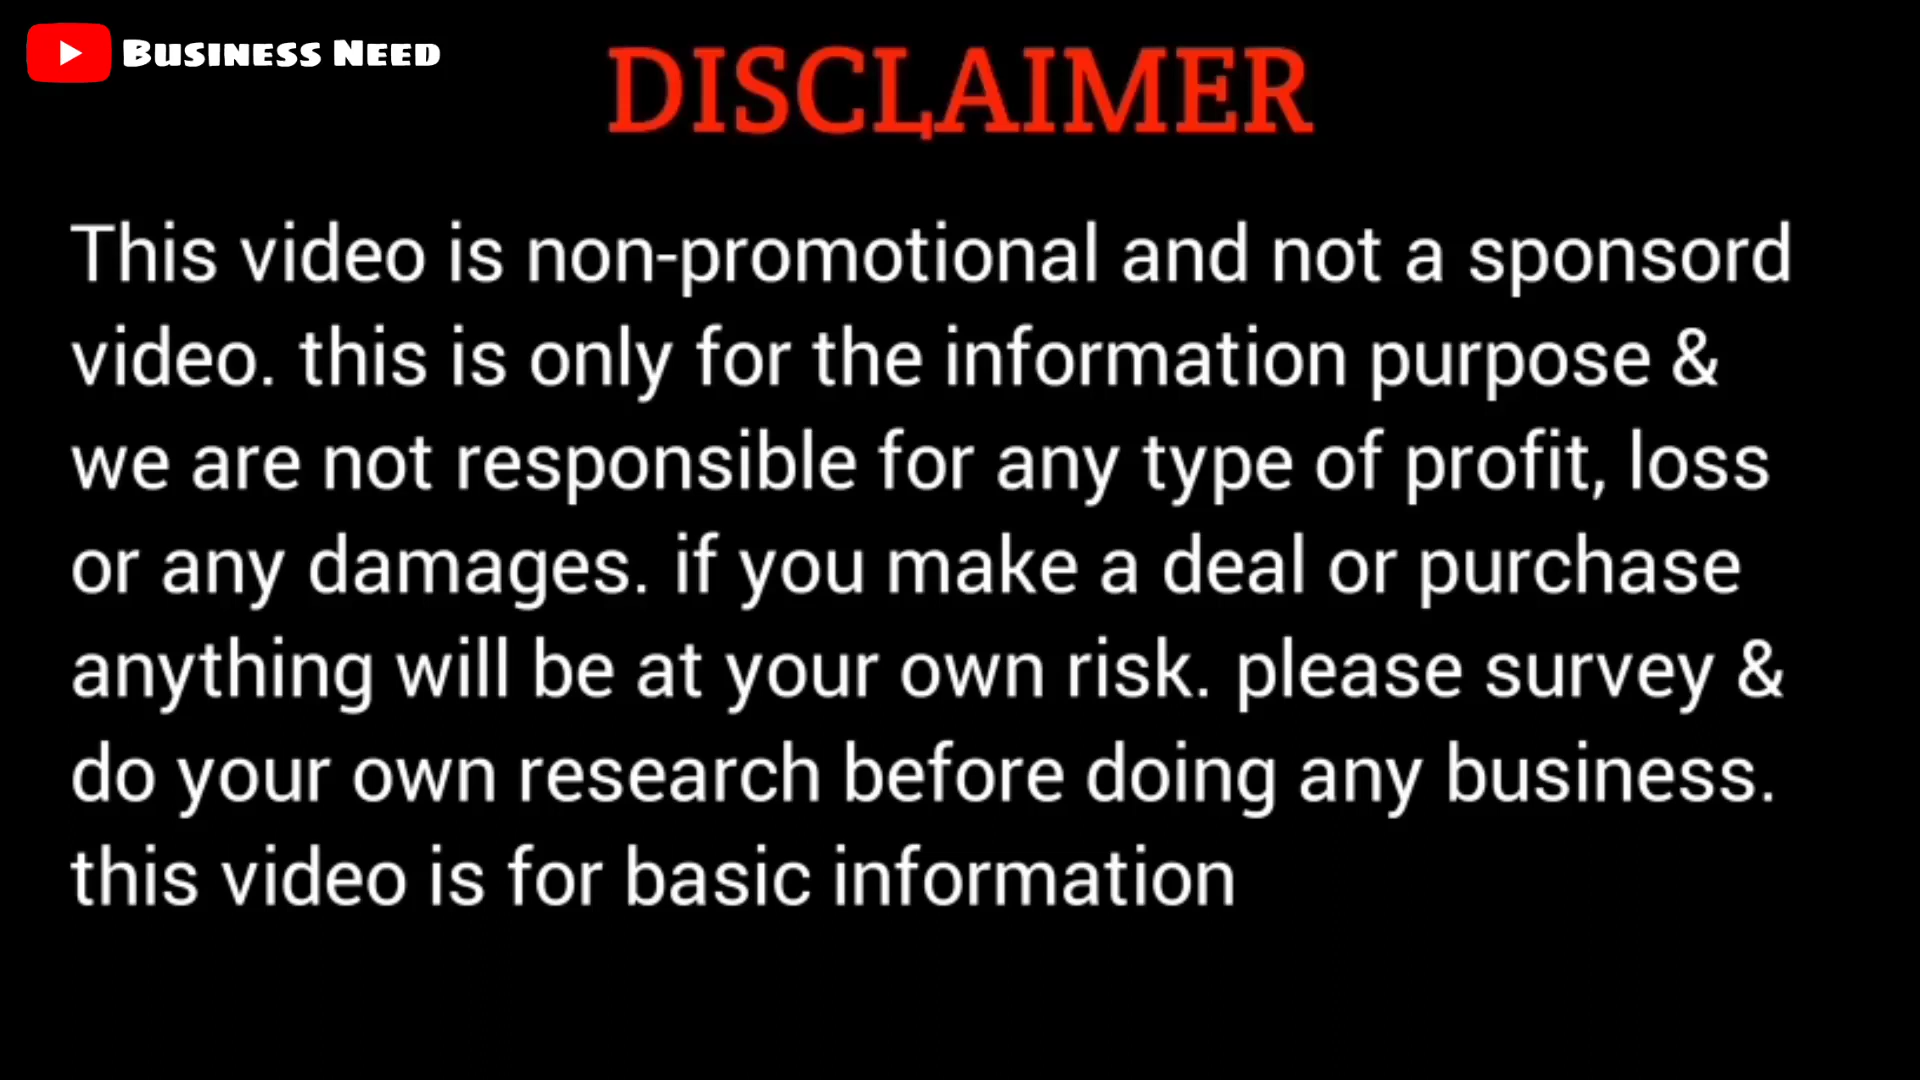 Business Need
DISCLAIMER
This video is non-promotional and not a sponsord
video. this is only for the information purpose &
we are not responsible for any type of profit, loss
or any damages. if you make a deal or purchase
anything will be at your own risk. please survey &
do your own research before doing any business.
this video is for basic information